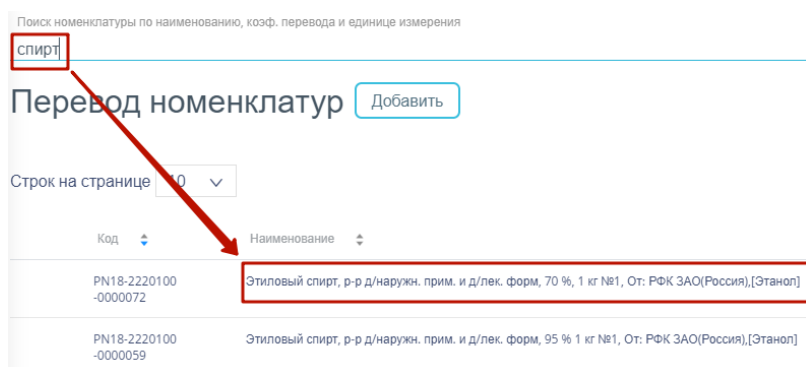 Поиск номенклатуры по наименованию, коэф. перевода и единице измерения
спирт
Перевод номенклатур Добавить
Строк на странице 10
Код Наименование
PN18-2220100 Этиловый спирт, р-р д/наружн. прим. и д/лек. форм, 70 %, 1 кг №1, От: РФК ЗАО(Россия),[Этанол]
-0000072
PN18-2220100 Этиловый спирт, р-р д/наружн. прим. и д/лек. форм, 95 % 1 кг №1, От: РФК ЗАО(Россия),[Этанол]
-0000059